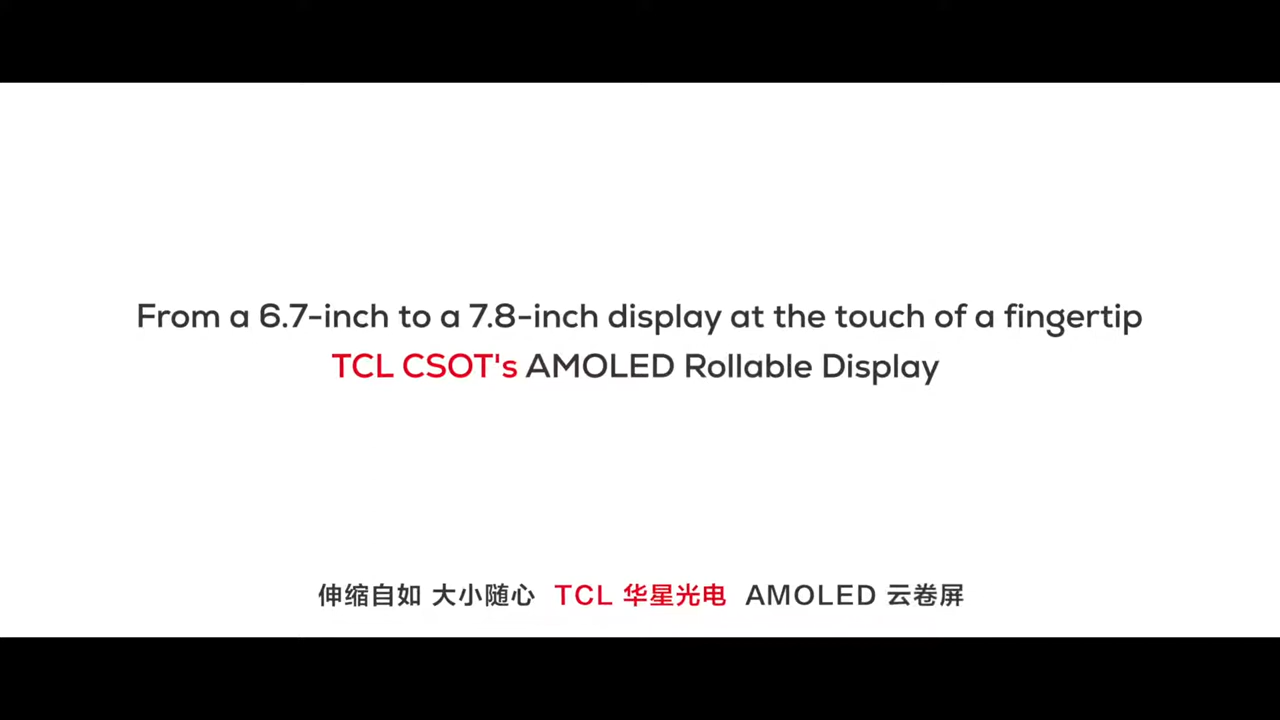 From a 6.7-inch to a 7.8-inch display at the touch of a fingertip
TCL CSOT's AMOLED Rollable Display
伸缩自如 大小随心 TCL 华星光电 AMOLED 云卷屏